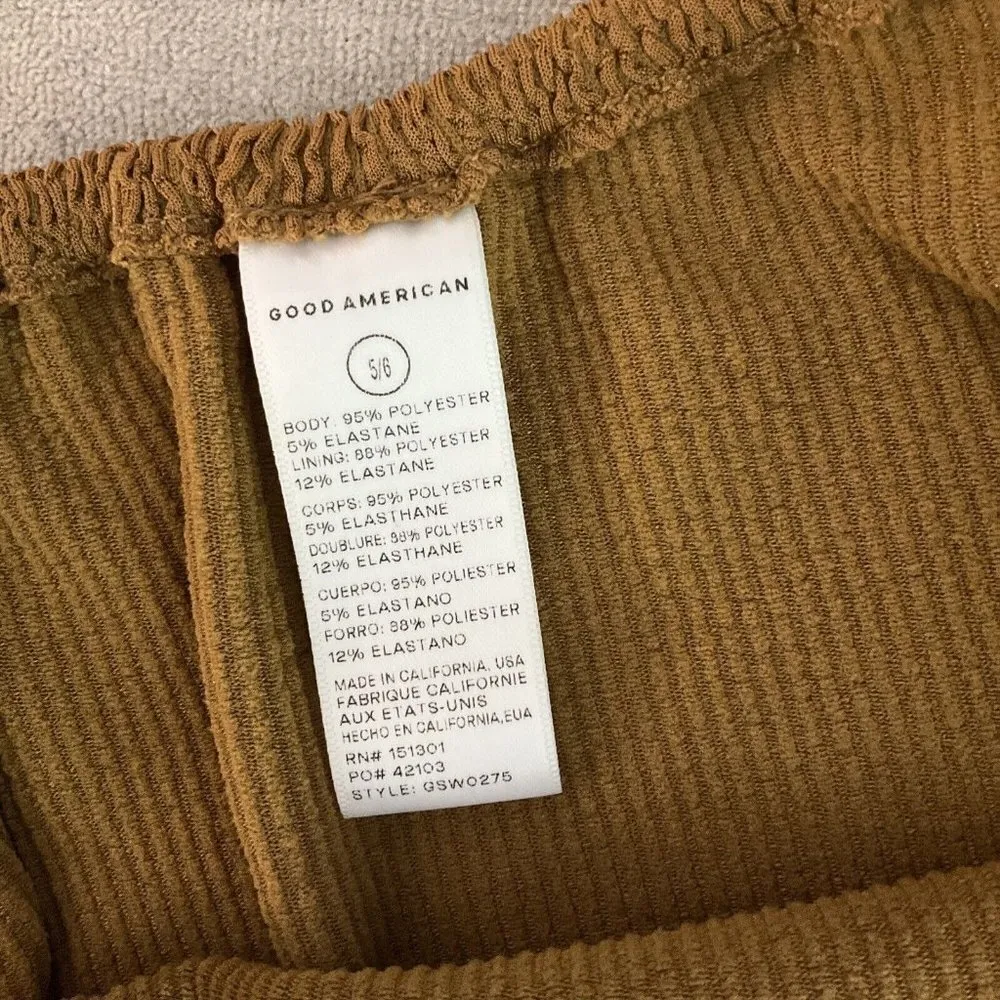 GOOD AMERICAN
5/6
BODY: 95% POLYESTER
5% ELASTANE
LINING: 88% POLYESTER
12% ELASTANE
CORPS: 95% POLYESTER
5% ELASTHANE
DOUBLURE: 88% POLYESTER
12% ELASTHANE
CUERPO: 95% POLIESTER
5% ELASTANO
FORRO: 88% POLIESTER
12% ELASTANO
MADE IN CALIFORNIA, USA
FABRIQUE CALIFORNIE
AUX ETATS-UNIS
HECHO EN CALIFORNIA,EUA
RN# 151301
PO# 42103
STYLE: GSW0275